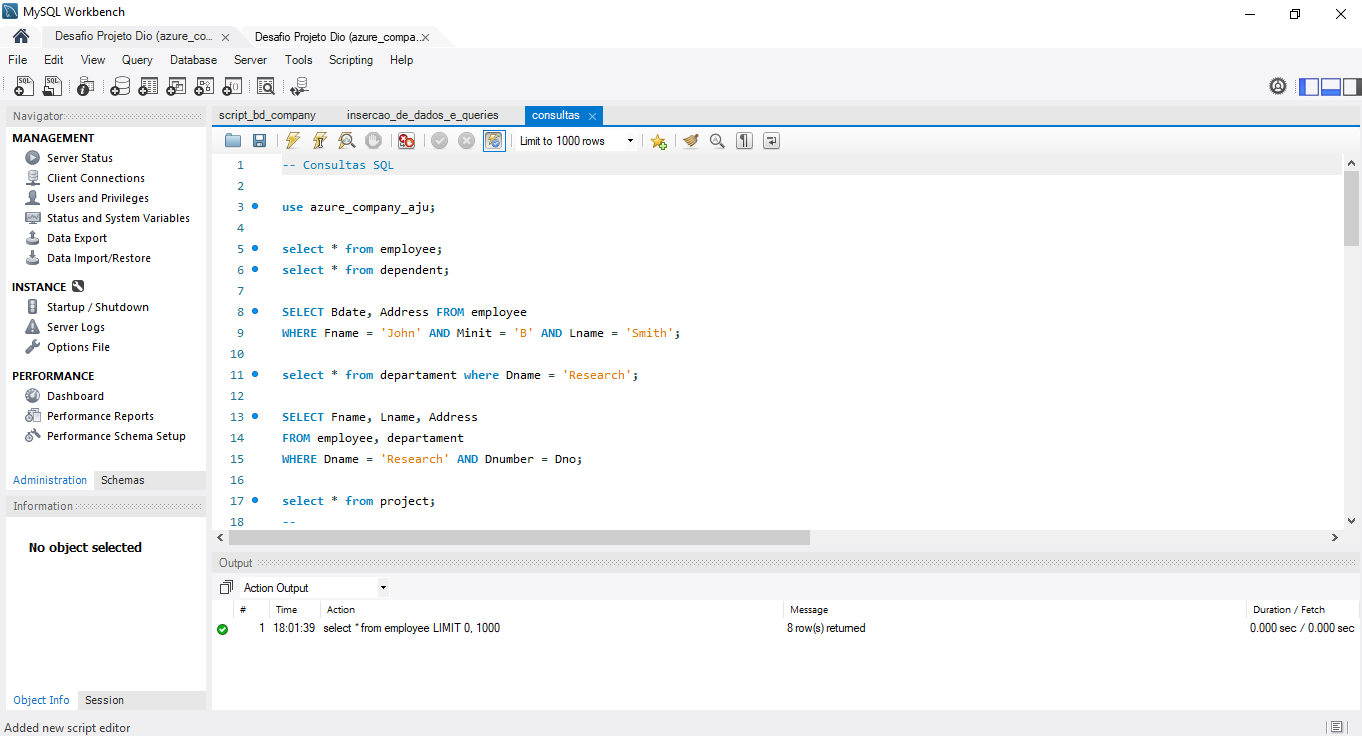 MySQL Workbench
Desafio Projeto Dio (azure_co...
Desafio Projeto Dio (azure_compa...
File Edit View Query Database Server Tools Scripting Help
Navigator
MANAGEMENT
Server Status
Client Connections
Users and Privileges
Status and System Variables
Data Export
Data Import/Restore
INSTANCE
Startup / Shutdown
Server Logs
Options File
PERFORMANCE
Dashboard
Performance Reports
Performance Schema Setup
Administration Schemas
Information
No object selected
Object Info Session
script_bd_company insercao_de_dados_e_queries consultas
Limit to 1000 rows
1 -- Consultas SQL
2
3 use azure_company_aju;
4
5 select * from employee;
6 select * from dependent;
7
8 SELECT Bdate, Address FROM employee
9 WHERE Fname = 'John' AND Minit = 'B' AND Lname = 'Smith';
10
11 select * from departament where Dname = 'Research';
12
13 SELECT Fname, Lname, Address
14 FROM employee, departament
15 WHERE Dname = 'Research' AND Dnumber = Dno;
16
17 select * from project;
18 --
Output
Action Output
# Time Action Message Duration / Fetch
1 18:01:39 select * from employee LIMIT 0, 1000 8 row(s) returned 0.000 sec / 0.000 sec
Added new script editor